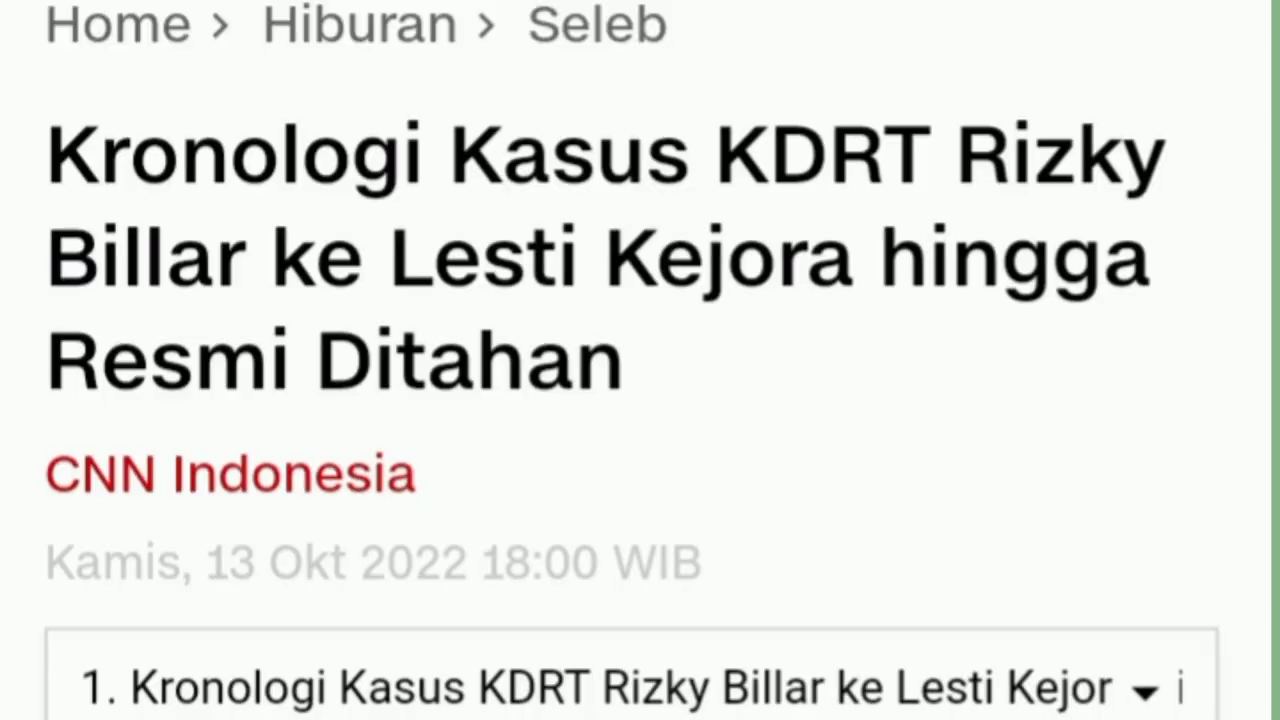 Home > Hiburan > Seleb
Kronologi Kasus KDRT Rizky
Billar ke Lesti Kejora hingga
Resmi Ditahan
CNN Indonesia
Kamis, 13 Okt 2022 18:00 WIB
1. Kronologi Kasus KDRT Rizky Billar ke Lesti Kejor